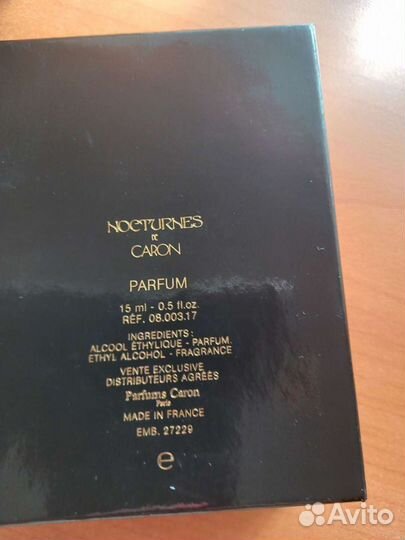 NOCTURNES
DE
CARON
PARFUM
15 ml - 0.5 fl.oz.
RÉF. 08.003.17
INGREDIENTS:
ALCOOL ÉTHYLIQUE - PARFUM.
ETHYL ALCOHOL - FRAGRANCE
VENTE EXCLUSIVE
DISTRIBUTEURS AGRÉÉS
Parfums Caron
Paris
MADE IN FRANCE
EMB. 27229
e
Avito